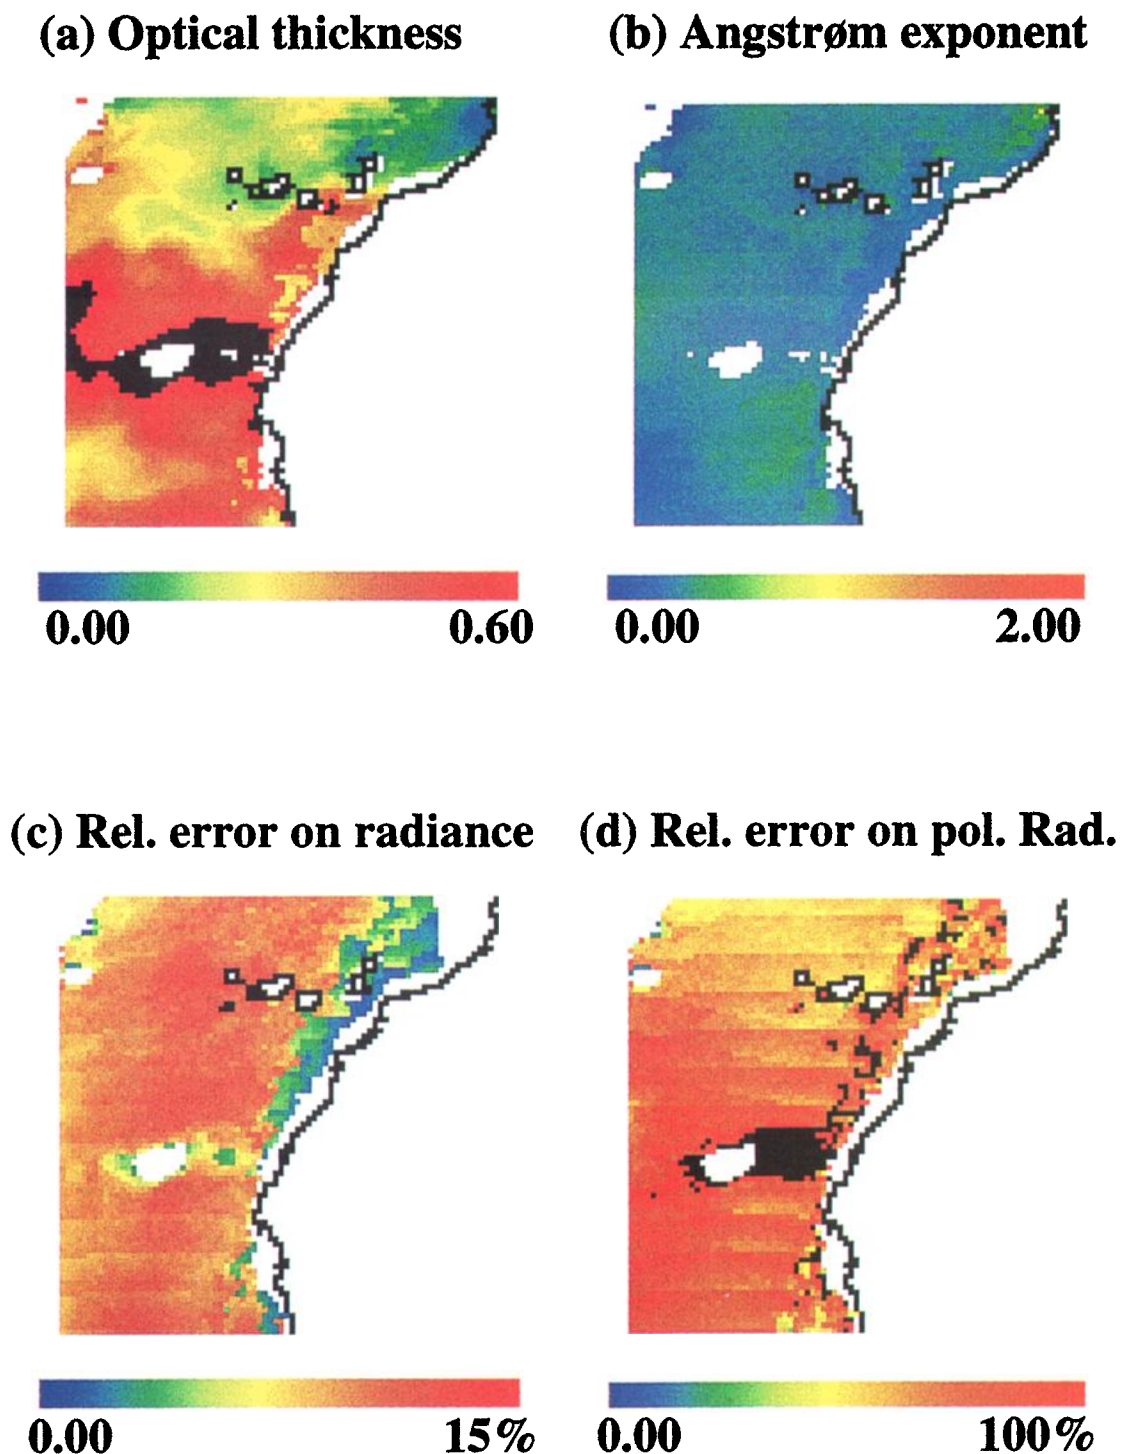 (a) Optical thickness
(b) Angstrøm exponent
0.00 0.60
0.00 2.00
(c) Rel. error on radiance
(d) Rel. error on pol. Rad.
0.00 15%
0.00 100%